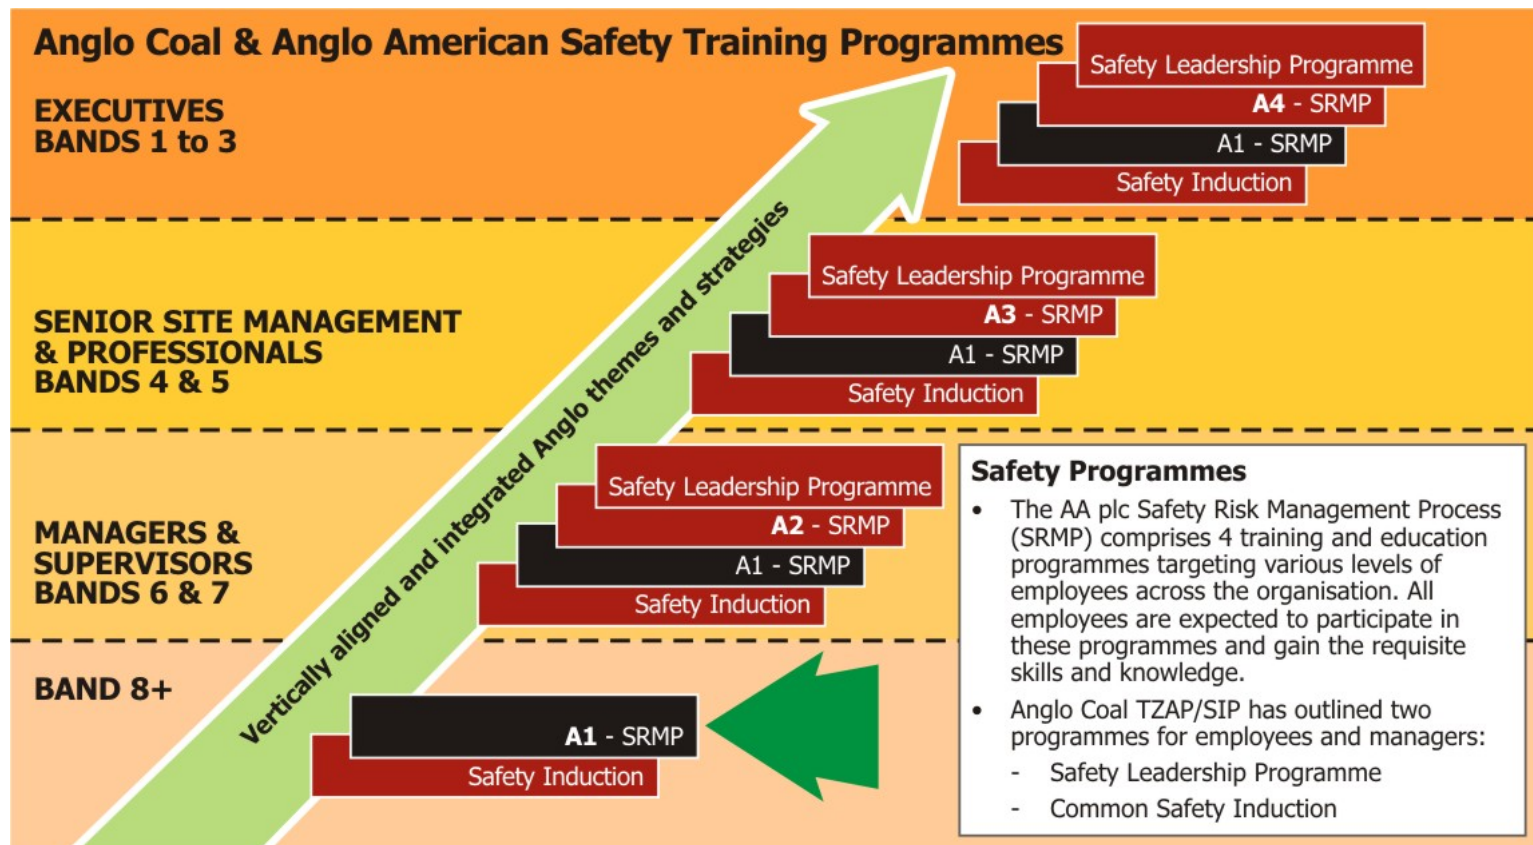 Anglo Coal & Anglo American Safety Training Programmes
EXECUTIVES
BANDS 1 to 3
Safety Leadership Programme
A4 - SRMP
A1 - SRMP
Safety Induction
Vertically aligned and integrated Anglo themes and strategies
SENIOR SITE MANAGEMENT
& PROFESSIONALS
BANDS 4 & 5
Safety Leadership Programme
A3 - SRMP
A1 - SRMP
Safety Induction
MANAGERS &
SUPERVISORS
BANDS 6 & 7
Safety Leadership Programme
A2 - SRMP
A1 - SRMP
Safety Induction
BAND 8+
A1 - SRMP
Safety Induction
Safety Programmes
• The AA plc Safety Risk Management Process
(SRMP) comprises 4 training and education
programmes targeting various levels of
employees across the organisation. All
employees are expected to participate in
these programmes and gain the requisite
skills and knowledge.
• Anglo Coal TZAP/SIP has outlined two
programmes for employees and managers:
- Safety Leadership Programme
- Common Safety Induction